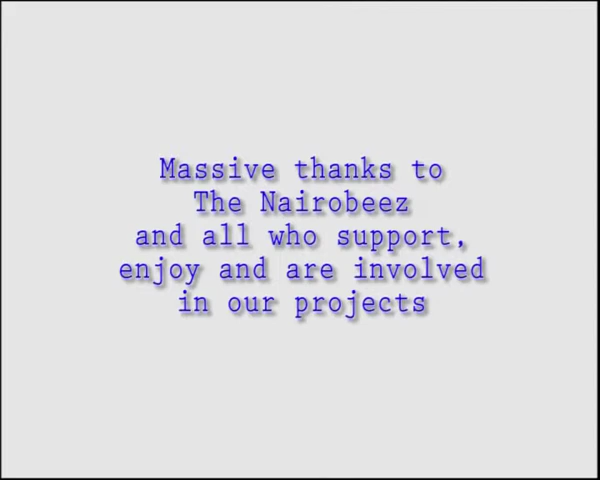 Massive thanks to
The Nairobeez
and all who support,
enjoy and are involved
in our projects